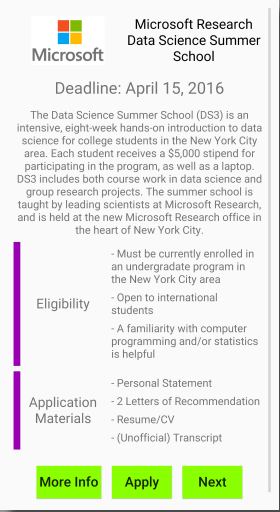 Microsoft
Microsoft Research
Data Science Summer
School
Deadline: April 15, 2016
The Data Science Summer School (DS3) is an
intensive, eight-week hands-on introduction to data
science for college students in the New York City
area. Each student receives a $5,000 stipend for
participating in the program, as well as a laptop.
DS3 includes both course work in data science and
group research projects. The summer school is
taught by leading scientists at Microsoft Research,
and is held at the new Microsoft Research office in
the heart of New York City.
Eligibility
- Must be currently enrolled in
an undergraduate program in
the New York City area
- Open to international
students
- A familiarity with computer
programming and/or statistics
is helpful
Application
Materials
- Personal Statement
- 2 Letters of Recommendation
- Resume/CV
- (Unofficial) Transcript
More Info
Apply
Next